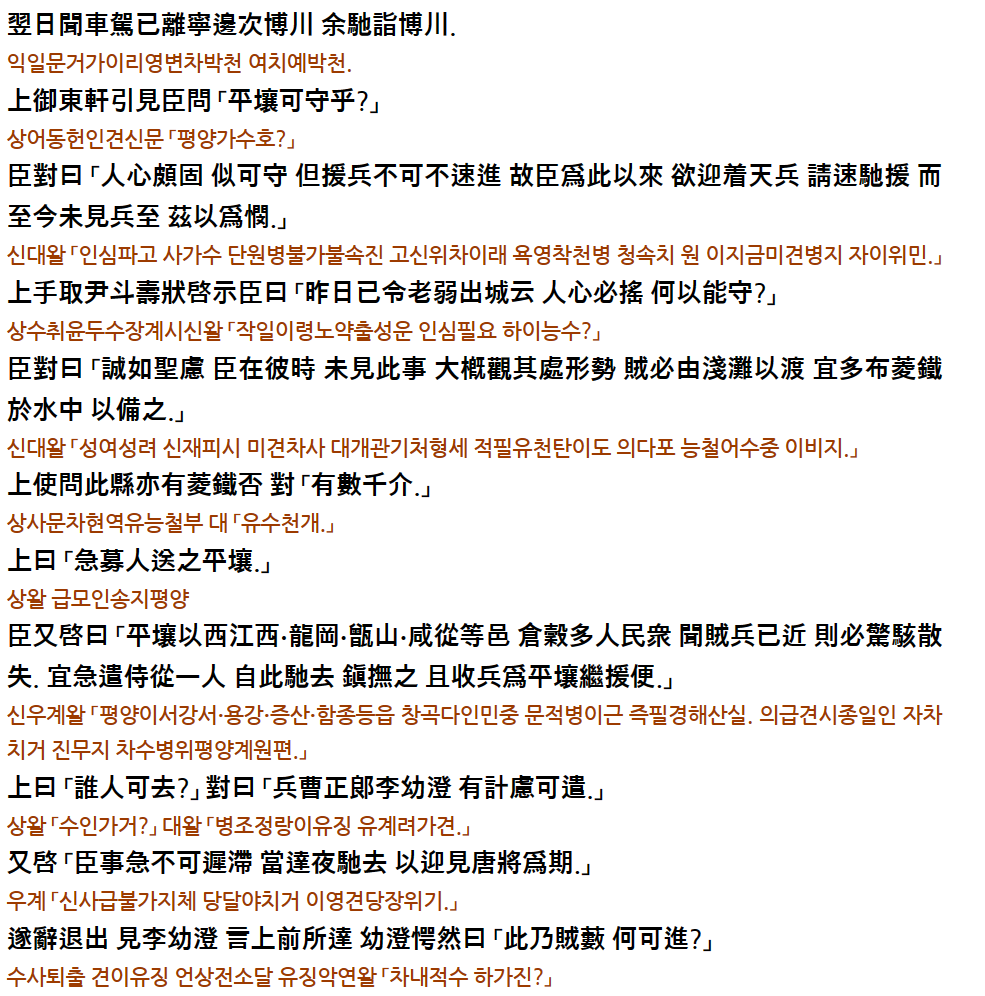 翌日聞車駕已離寧邊次博川 余馳詣博川.
익일문거가이리영변차박천 여치예박천.
上御東軒引見臣問「平壤可守乎?」
상어동헌인견신문「평양가수호?」
臣對曰「人心頗固 似可守 但援兵不可不速進 故臣爲此以來 欲迎着天兵 請速馳援 而
至今未見兵至 玆以爲憫.」
신대왈「인심파고 사가수 단원병불가불속진 고신위차이래 욕영착천병 청속치 원 이지금미견병지 자이위민.」
上手取尹斗壽狀啓示臣曰「昨日已令老弱出城云 人心必搖 何以能守?」
상수취윤두수장계시신왈「작일이령노약출성운 인심필요 하이능수?」
臣對曰「誠如聖慮 臣在彼時 未見此事 大槪觀其處形勢 賊必由淺灘以渡 宜多布菱鐵
於水中 以備之.」
신대왈「성여성려 신재피시 미견차사 대개관기처형세 적필유천탄이도 의다포 능철어수중 이비지.」
上使問此縣亦有菱鐵否 對「有數千介.」
상사문차현역유능철부 대「유수천개.」
上曰「急募人送之平壤.」
상왈 급모인송지평양
臣又啓曰「平壤以西江西·龍岡·甑山·咸從等邑 倉穀多人民衆 聞賊兵已近 則必驚駭散
失. 宜急遣侍從一人 自此馳去 鎭撫之 且收兵爲平壤繼援便.」
신우계왈「평양이서강서·용강·증산·함종등읍 창곡다인민중 문적병이근 즉필경해산실. 의급견시종일인 자차
치거 진무지 차수병위평양계원편.」
上曰「誰人可去?」對曰「兵曹正郞李幼澄 有計慮可遣.」
상왈「수인가거?」대왈「병조정랑이유징 유계려가견.」
又啓「臣事急不可遲滯 當達夜馳去 以迎見唐將爲期.」
우계「신사급불가지체 당달야치거 이영견당장위기.」
遂辭退出 見李幼澄 言上前所達 幼澄愕然曰「此乃賊藪 何可進?」
수사퇴출 견이유징 언상전소달 유징악연왈「차내적수 하가진?」